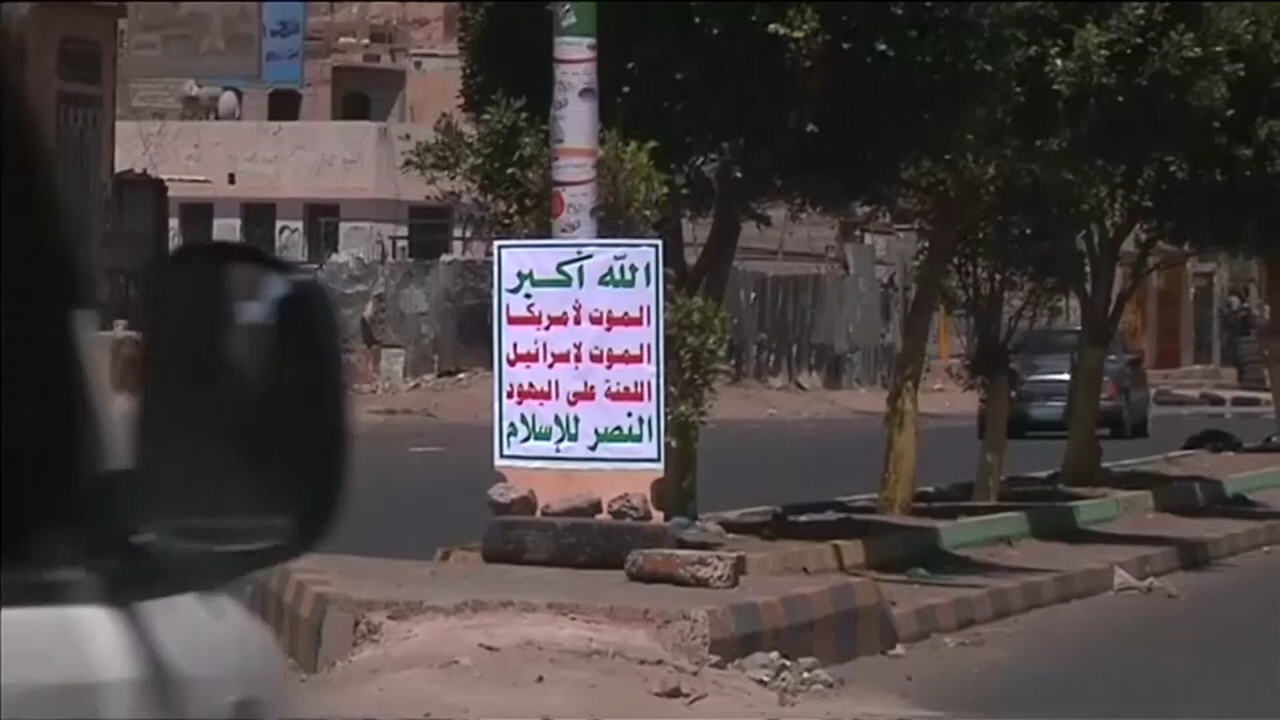 الله أكبر
الموت لأمريكا
الموت لإسرائيل
اللعنة على اليهود
النصر للإسلام